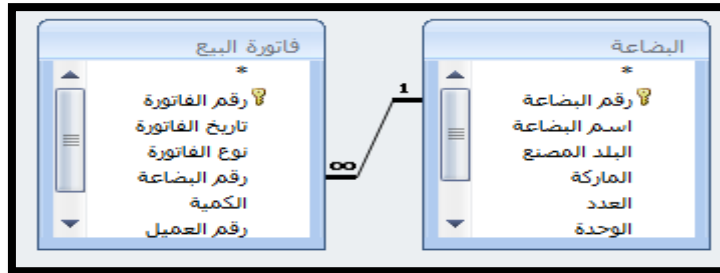 البضاعة
*
رقم البضاعة
اسم البضاعة
البلد المصنع
الماركة
العدد
الوحدة
1
∞
فاتورة البيع
*
رقم الفاتورة
تاريخ الفاتورة
نوع الفاتورة
رقم البضاعة
الكمية
رقم العميل